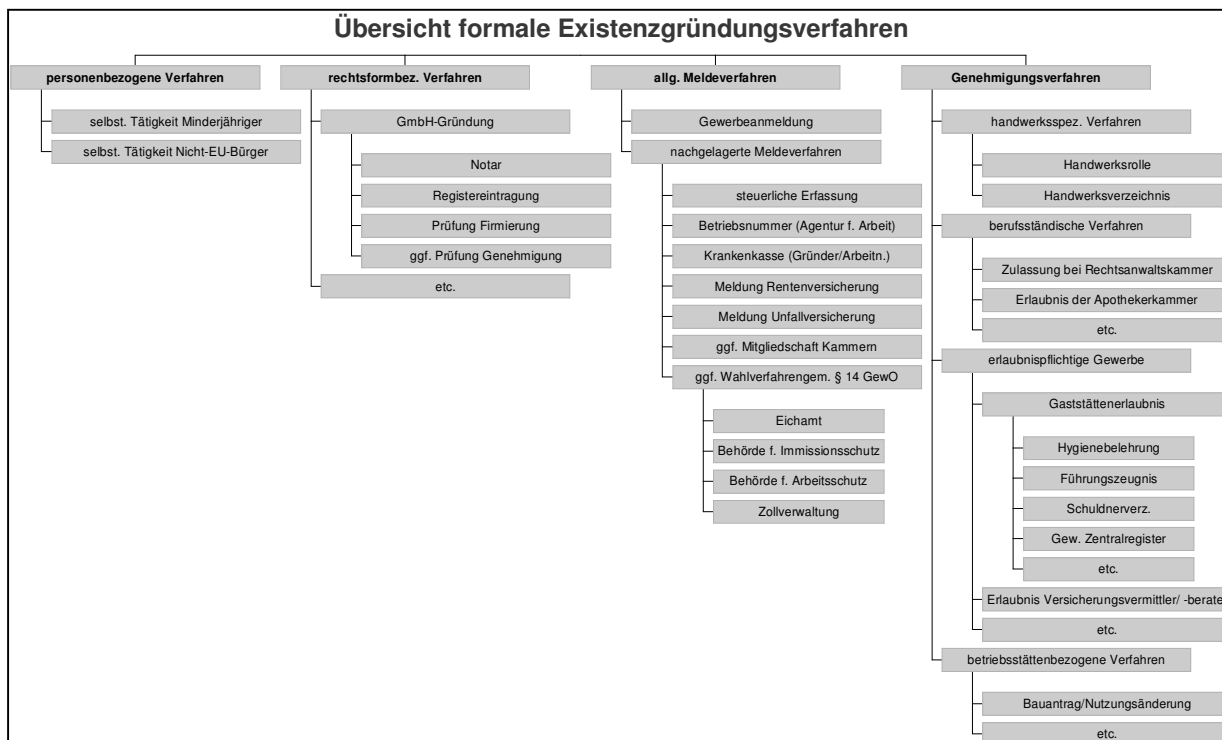 Übersicht formale Existenzgründungsverfahren
personenbezogene Verfahren
selbst. Tätigkeit Minderjähriger
selbst. Tätigkeit Nicht-EU-Bürger
rechtsformbez. Verfahren
GmbH-Gründung
Notar
Registereintragung
Prüfung Firmierung
ggf. Prüfung Genehmigung
etc.
allg. Meldeverfahren
Gewerbeanmeldung
nachgelagerte Meldeverfahren
steuerliche Erfassung
Betriebsnummer (Agentur f. Arbeit)
Krankenkasse (Gründer/Arbeitn.)
Meldung Rentenversicherung
Meldung Unfallversicherung
ggf. Mitgliedschaft Kammern
ggf. Wahlverfahrengem. § 14 GewO
Eichamt
Behörde f. Immissionsschutz
Behörde f. Arbeitsschutz
Zollverwaltung
Genehmigungsverfahren
handwerksspez. Verfahren
Handwerksrolle
Handwerksverzeichnis
berufsständische Verfahren
Zulassung bei Rechtsanwaltskammer
Erlaubnis der Apothekerkammer
etc.
erlaubnispflichtige Gewerbe
Gaststättenerlaubnis
Hygienebelehrung
Führungszeugnis
Schuldnerverz.
Gew. Zentralregister
etc.
Erlaubnis Versicherungsvermittler/ -berate
etc.
betriebsstättenbezogene Verfahren
Bauantrag/Nutzungsänderung
etc.